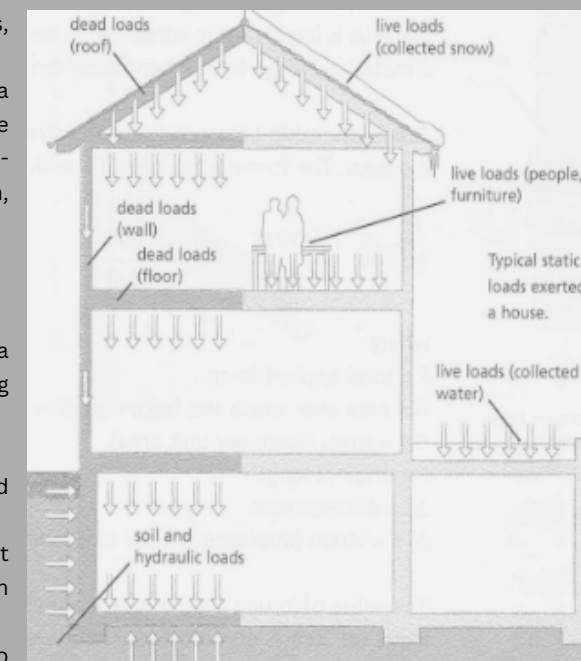 dead loads
(roof)
live loads
(collected snow)
live loads (people,
furniture)
dead loads
(wall)
dead loads
(floor)
Typical static
loads exerted
a house.
live loads (collected
water)
soil and
hydraulic loads
a
a